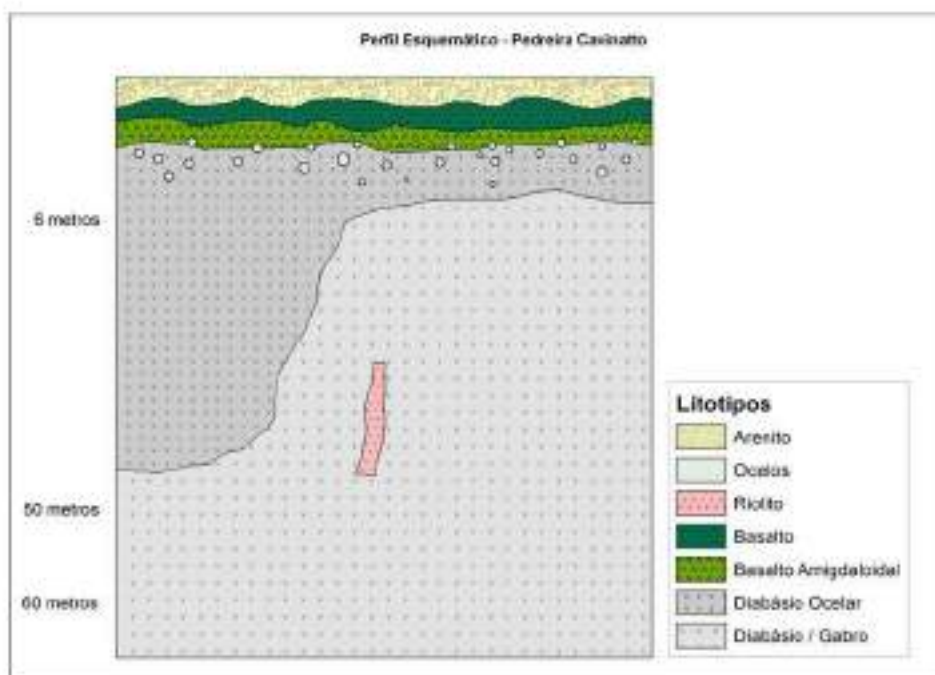 Perfil Esquemático - Pedreira Cavinatto
6 metros
50 metros
60 metros
Litotipos
Arenito
Ocelos
Riolito
Basalto
Basalto Amigdaloidal
Diabásio Ocelar
Diabásio / Gabro